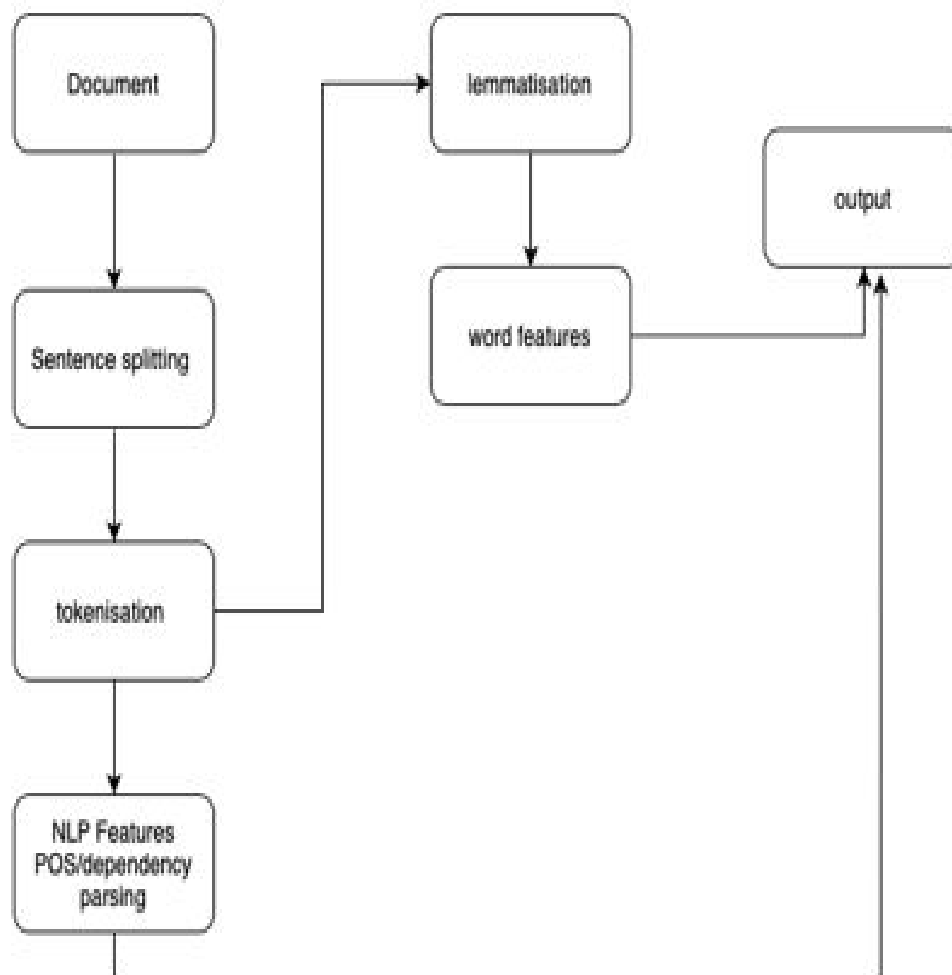 Document
Sentence splitting
tokenisation
NLP Features
POS/dependency
parsing
lemmatisation
word features
output